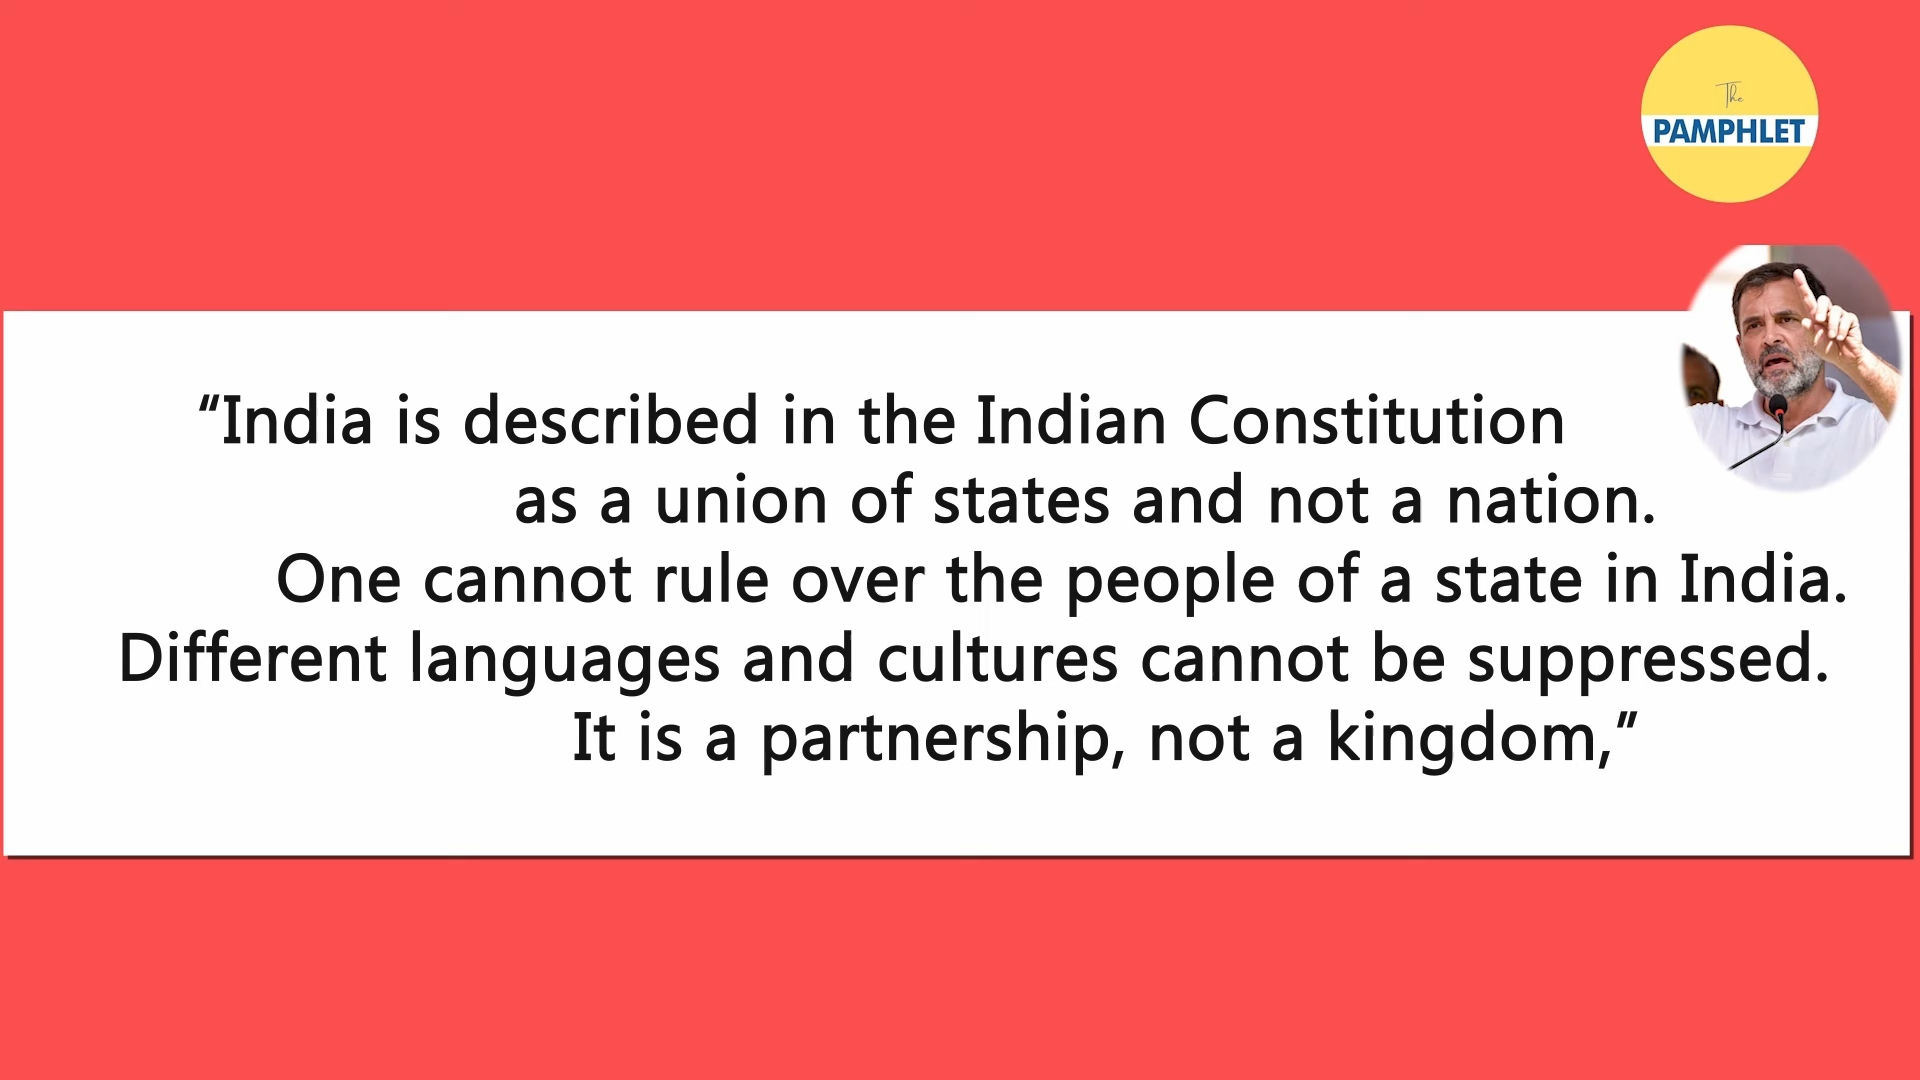 The
PAMPHLET
“India is described in the Indian Constitution
as a union of states and not a nation.
One cannot rule over the people of a state in India.
Different languages and cultures cannot be suppressed.
It is a partnership, not a kingdom,”